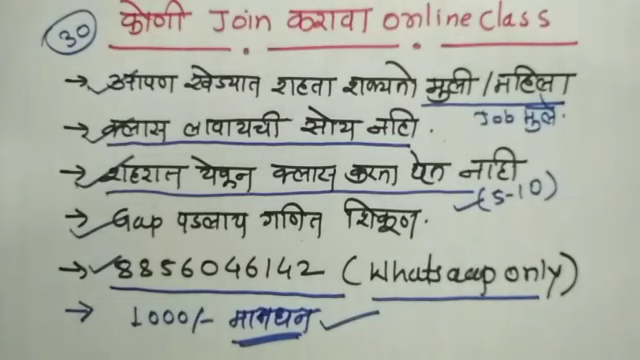 30 कोणी Join करावा online class
→ आपण खेड्यात राहता शक्यतो मुली/महिला
Job मुळे.
→ क्लास लावायची सोय नाही.
→ शहरात येऊन क्लास करता येत नाही
(5-10)
→ Gap पडलाय गणित शिकून.
→ 8856046142 (Whatsaap only)
→ 1000/- मानधन